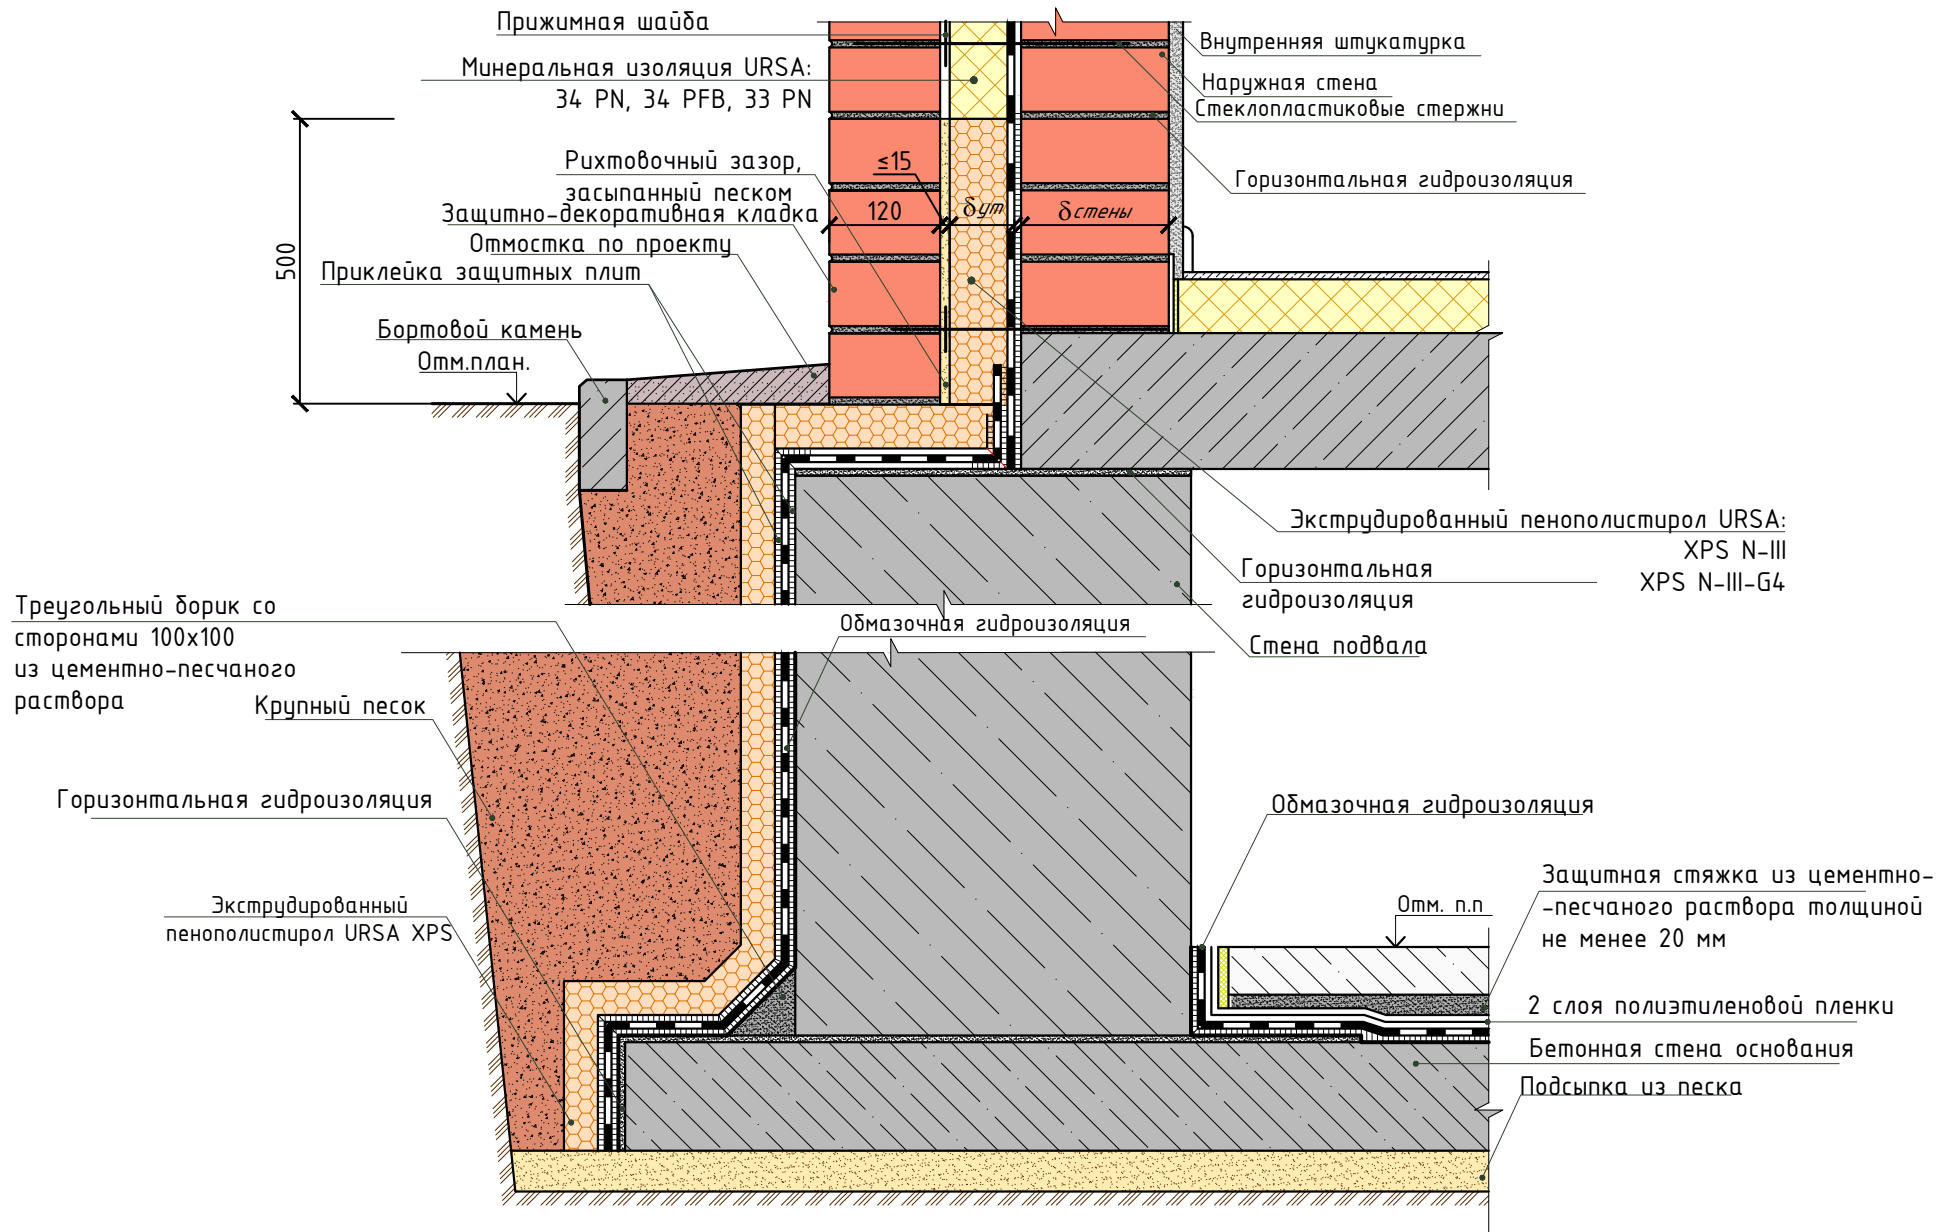 Прижимная шайба
Минеральная изоляция URSA:
34 PN, 34 PFB, 33 PN
Рихтовочный зазор,
засыпанный песком
Защитно-декоративная кладка
Отмостка по проекту
Приклейка защитных плит
Бортовой камень
Отм.план.
500
≤15
120
δут
δстены
Внутренняя штукатурка
Наружная стена
Стеклопластиковые стержни
Горизонтальная гидроизоляция
Экструдированный пенополистирол URSA:
XPS N-III
XPS N-III-G4
Горизонтальная
гидроизоляция
Стена подвала
Обмазочная гидроизоляция
Треугольный борик со
сторонами 100х100
из цементно-песчаного
раствора
Крупный песок
Горизонтальная гидроизоляция
Экструдированный
пенополистирол URSA XPS
Обмазочная гидроизоляция
Отм. п.п
Защитная стяжка из цементно-
-песчаного раствора толщиной
не менее 20 мм
2 слоя полиэтиленовой пленки
Бетонная стена основания
Подсыпка из песка